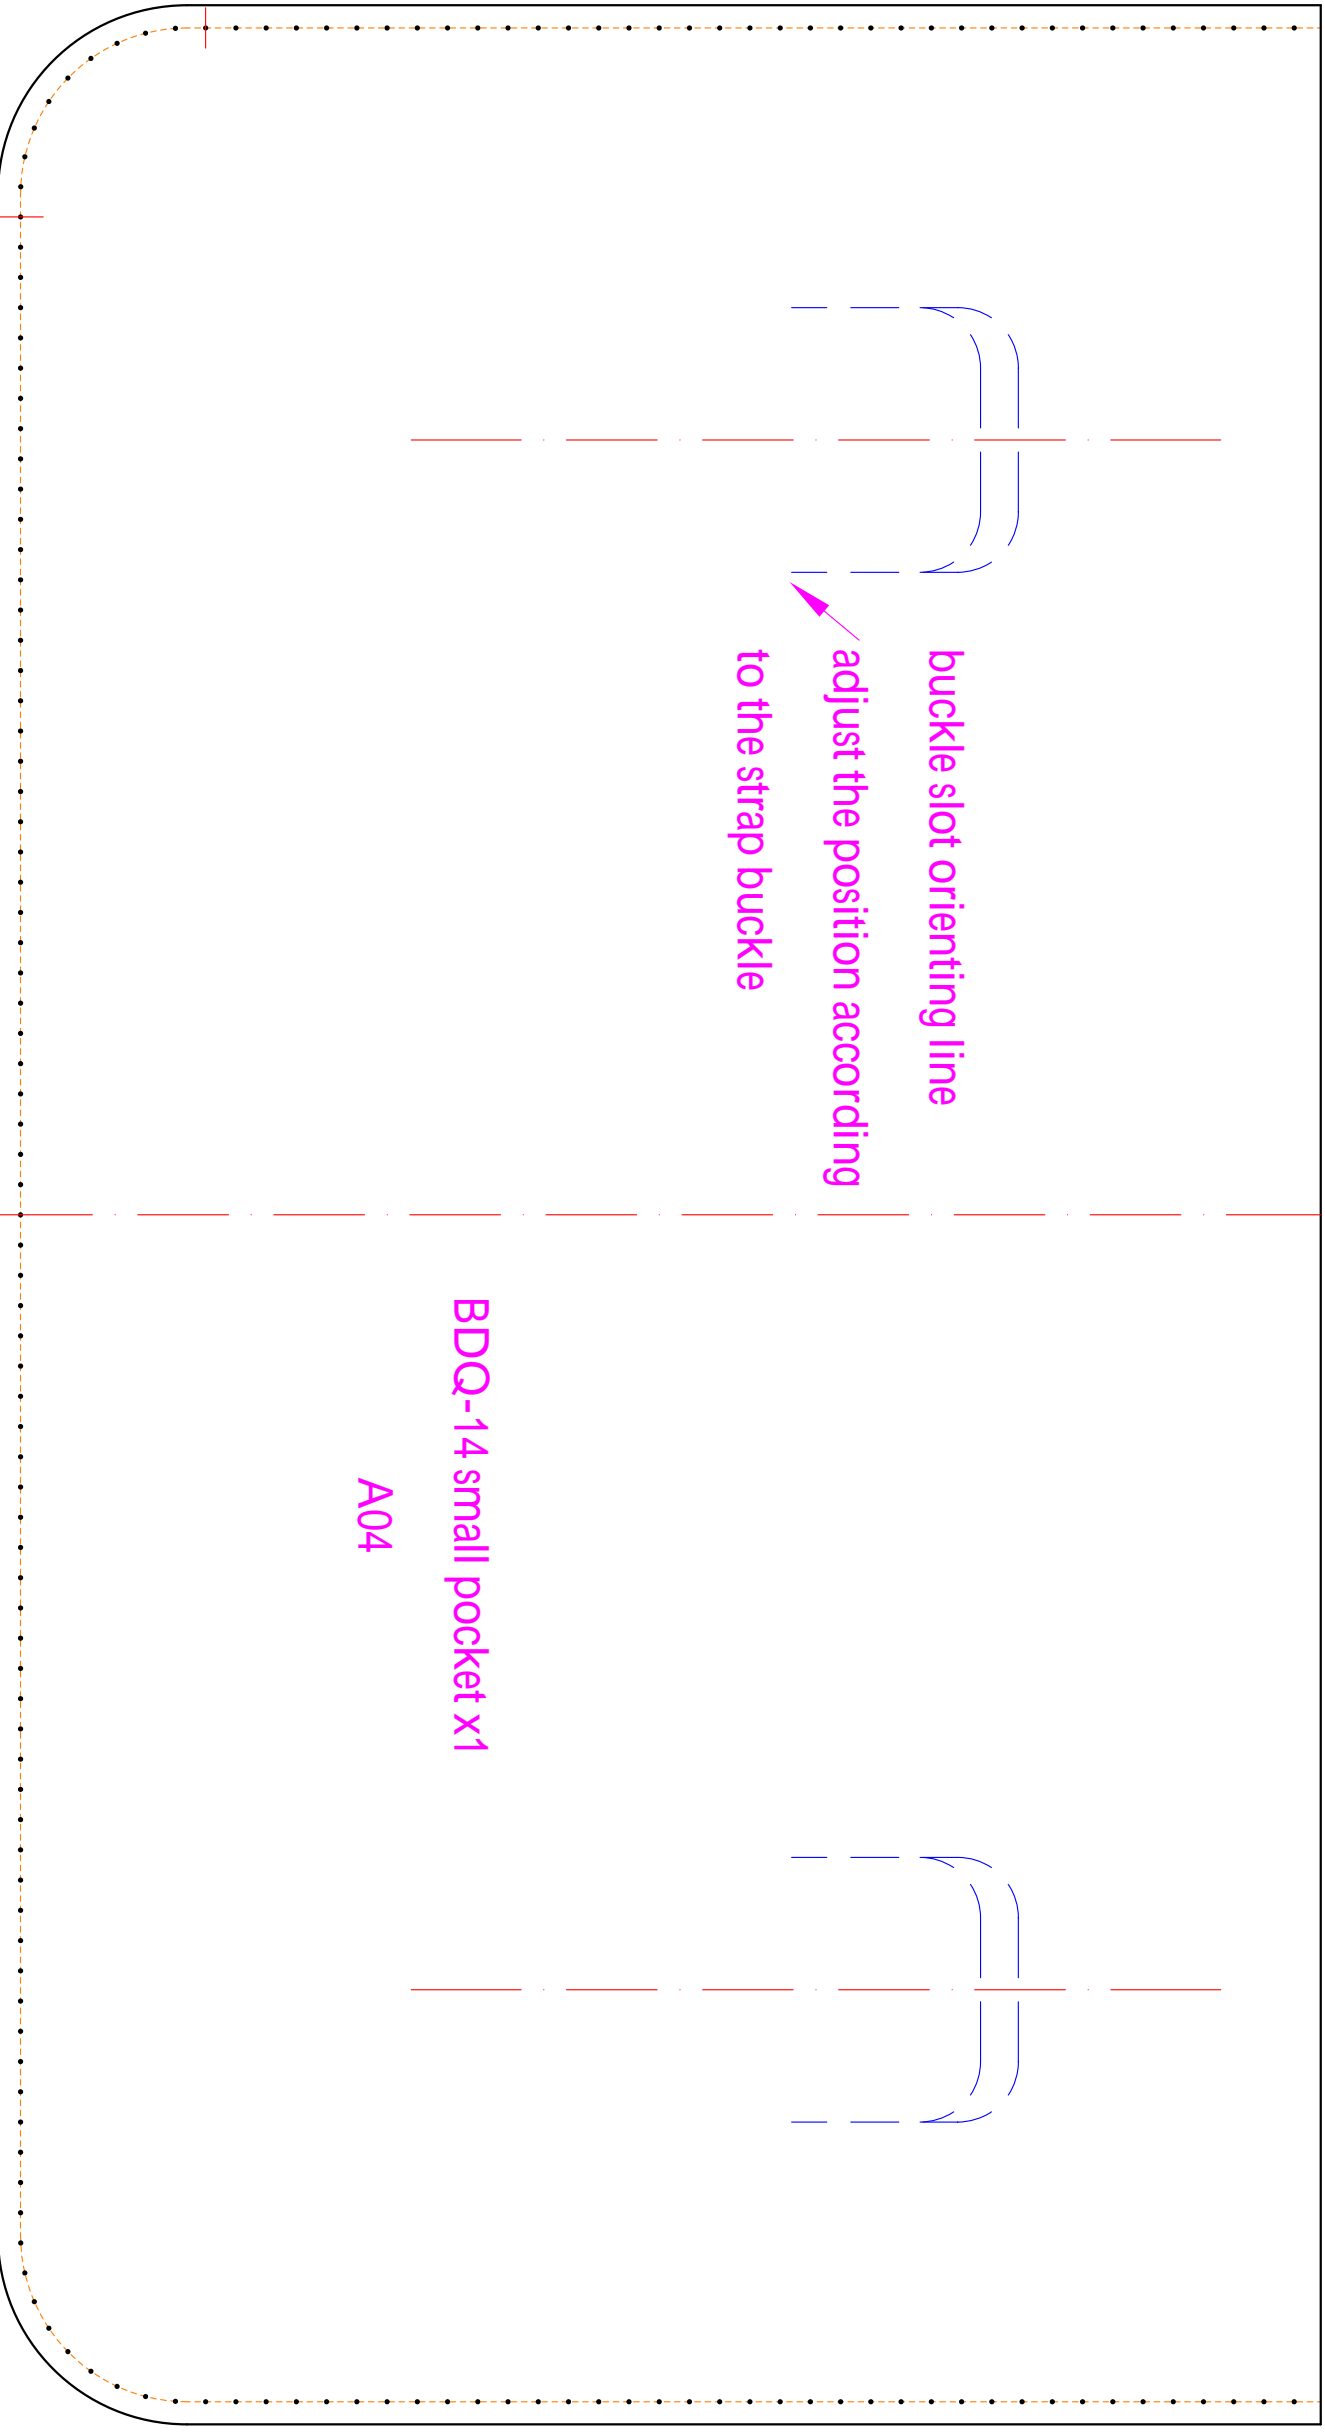 buckle slot orienting line
adjust the position according
to the strap buckle
BDQ-14 small pocket x1
A04